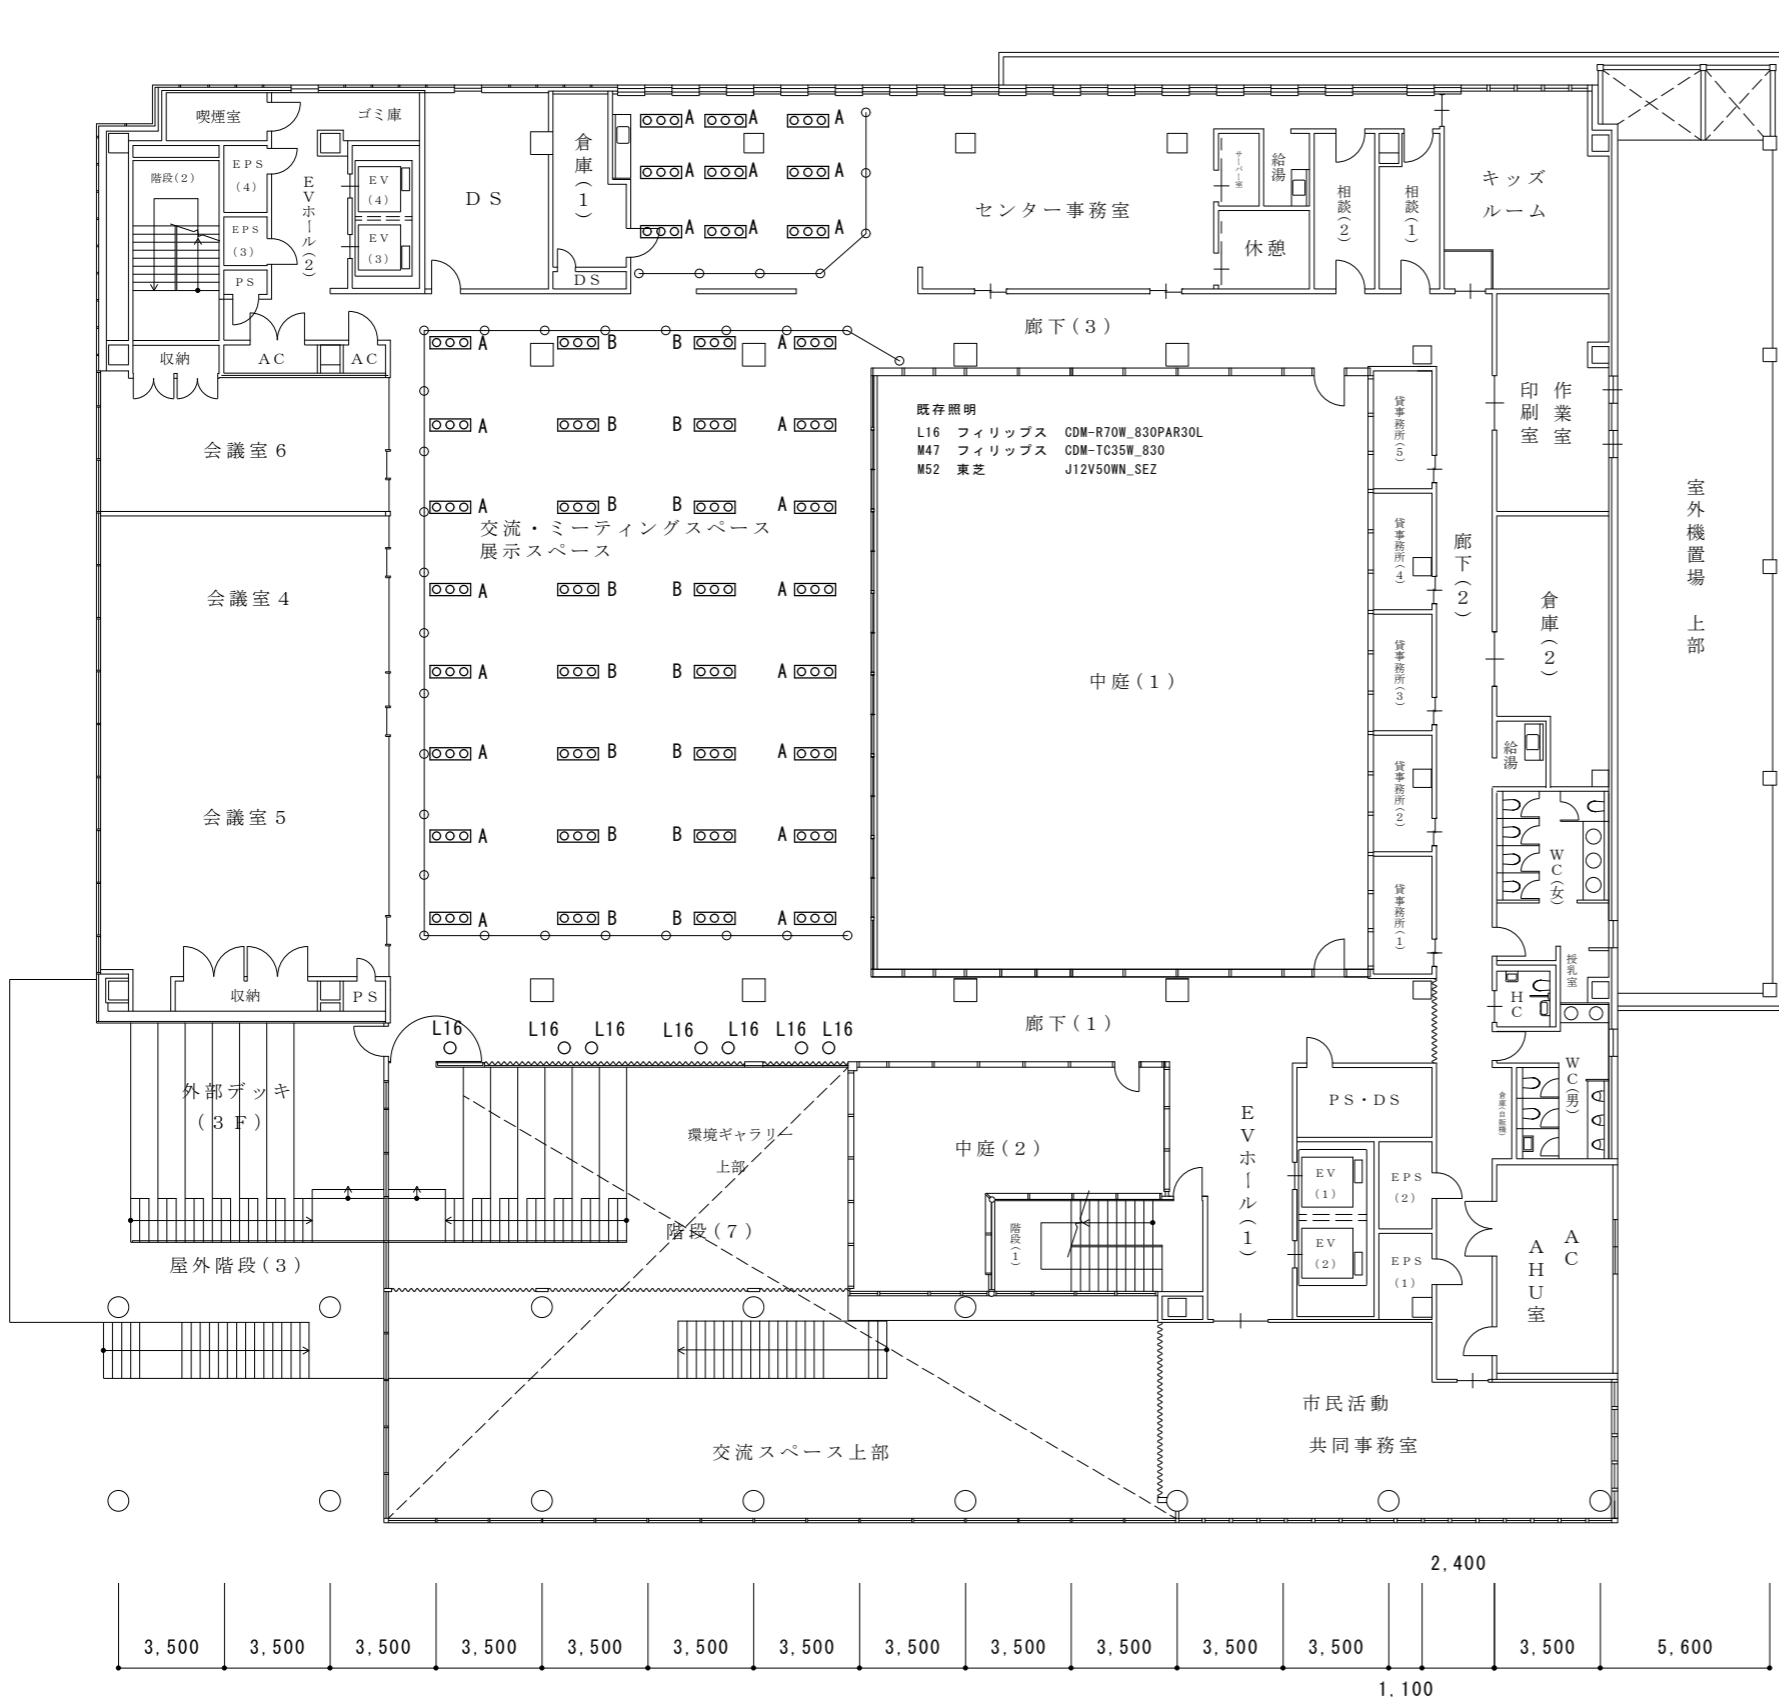 喫煙室
ゴミ庫
階段(2)
EPS
(4)
EPS
(3)
PS
EVホール(2)
EV
(4)
EV
(3)
DS
倉庫(1)
DS
A A A
A A A
A A A
センター事務室
サーバー室
給湯
休憩
相談(2)
相談(1)
キッズ
ルーム
収納
AC
AC
廊下(3)
A B B A
A B B A
A B B A
A B B A
A B B A
A B B A
A B B A
A B B A
交流・ミーティングスペース
展示スペース
会議室6
会議室4
会議室5
収納
PS
既存照明
L16 フィリップス CDM-R70W_830PAR30L
M47 フィリップス CDM-TC35W_830
M52 東芝 J12V50WN_SEZ
中庭(1)
貸事務所(5)
貸事務所(4)
貸事務所(3)
貸事務所(2)
貸事務所(1)
廊下(2)
印刷室
作業室
倉庫(2)
給湯
WC(女)
授乳室
HC
WC(男)
倉庫(自販機)
室外機置場 上部
L16 L16 L16 L16 L16 L16 L16
廊下(1)
外部デッキ
(3F)
環境ギャラリー
上部
中庭(2)
階段(7)
階段(1)
EVホール(1)
PS・DS
EV
(1)
EV
(2)
EPS
(2)
EPS
(1)
AC
AHU室
屋外階段(3)
交流スペース上部
市民活動
共同事務室
2,400
3,500 3,500 3,500 3,500 3,500 3,500 3,500 3,500 3,500 3,500 3,500 3,500 3,500 5,600
1,100